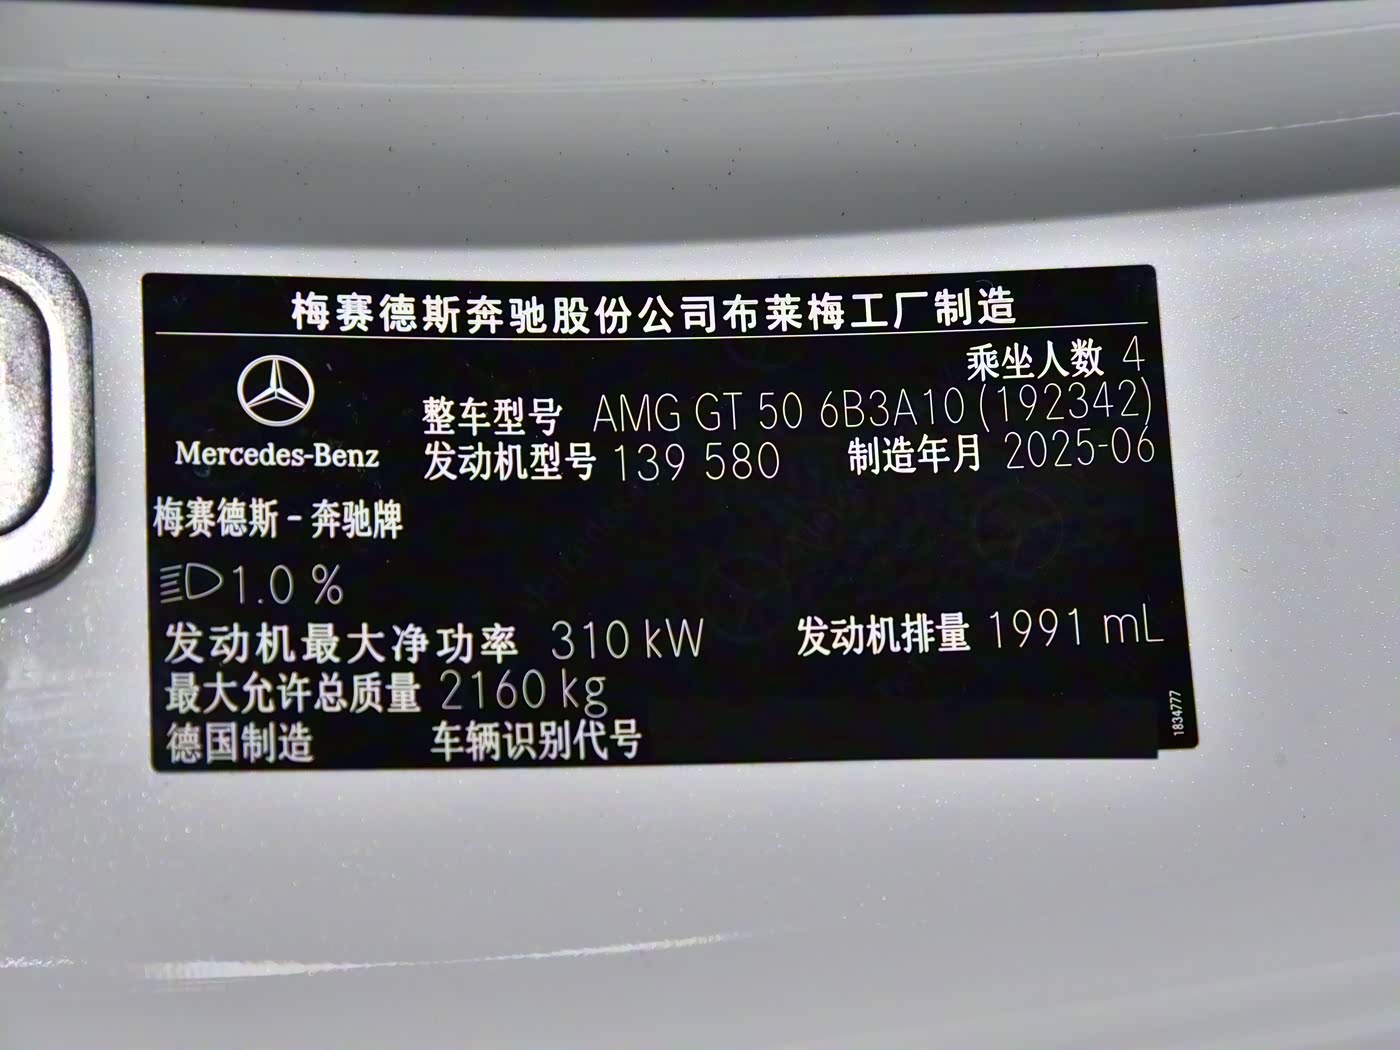 梅赛德斯奔驰股份公司布莱梅工厂制造
乘坐人数 4
整车型号 AMG GT 50 6B3A10 (192342)
发动机型号 139 580 制造年月 2025-06
Mercedes-Benz
梅赛德斯-奔驰牌
1.0 %
发动机最大净功率 310 kW 发动机排量 1991 mL
最大允许总质量 2160 kg
德国制造 车辆识别代号
1834777